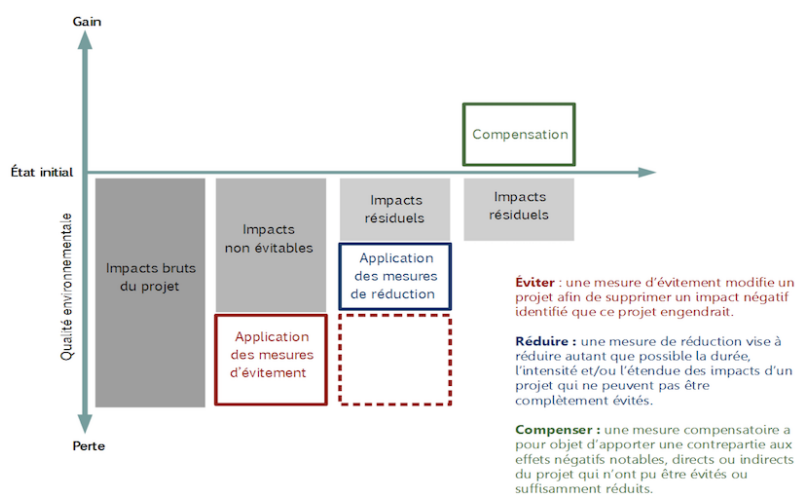 Gain
Compensation
État initial
Impacts bruts
du projet
Impacts
non évitables
Impacts
résiduels
Impacts
résiduels
Application
des mesures
de réduction
Application
des mesures
d'évitement
Qualité environnementale
Perte
Éviter : une mesure d'évitement modifie un
projet afin de supprimer un impact négatif
identifié que ce projet engendrait.
Réduire : une mesure de réduction vise à
réduire autant que possible la durée,
l'intensité et/ou l'étendue des impacts d'un
projet qui ne peuvent pas être
complètement évités.
Compenser : une mesure compensatoire a
pour objet d'apporter une contrepartie aux
effets négatifs notables, directs ou indirects
du projet qui n'ont pu être évités ou
suffisamment réduits.